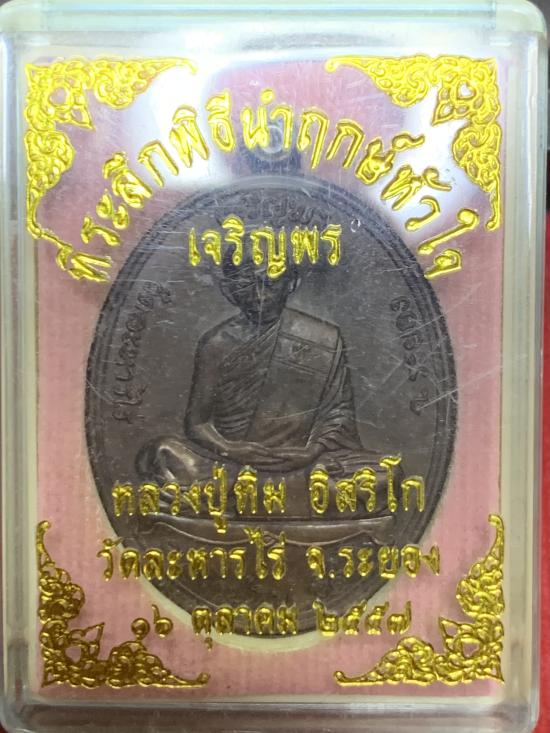 ที่ระลึกพิธีนำฤกษ์หัวใจ
เจริญพร
หลวงปู่ทิม อิสริโก
วัดละหารไร่ จ.ระยอง
๑๖ ตุลาคม ๒๕๕๗